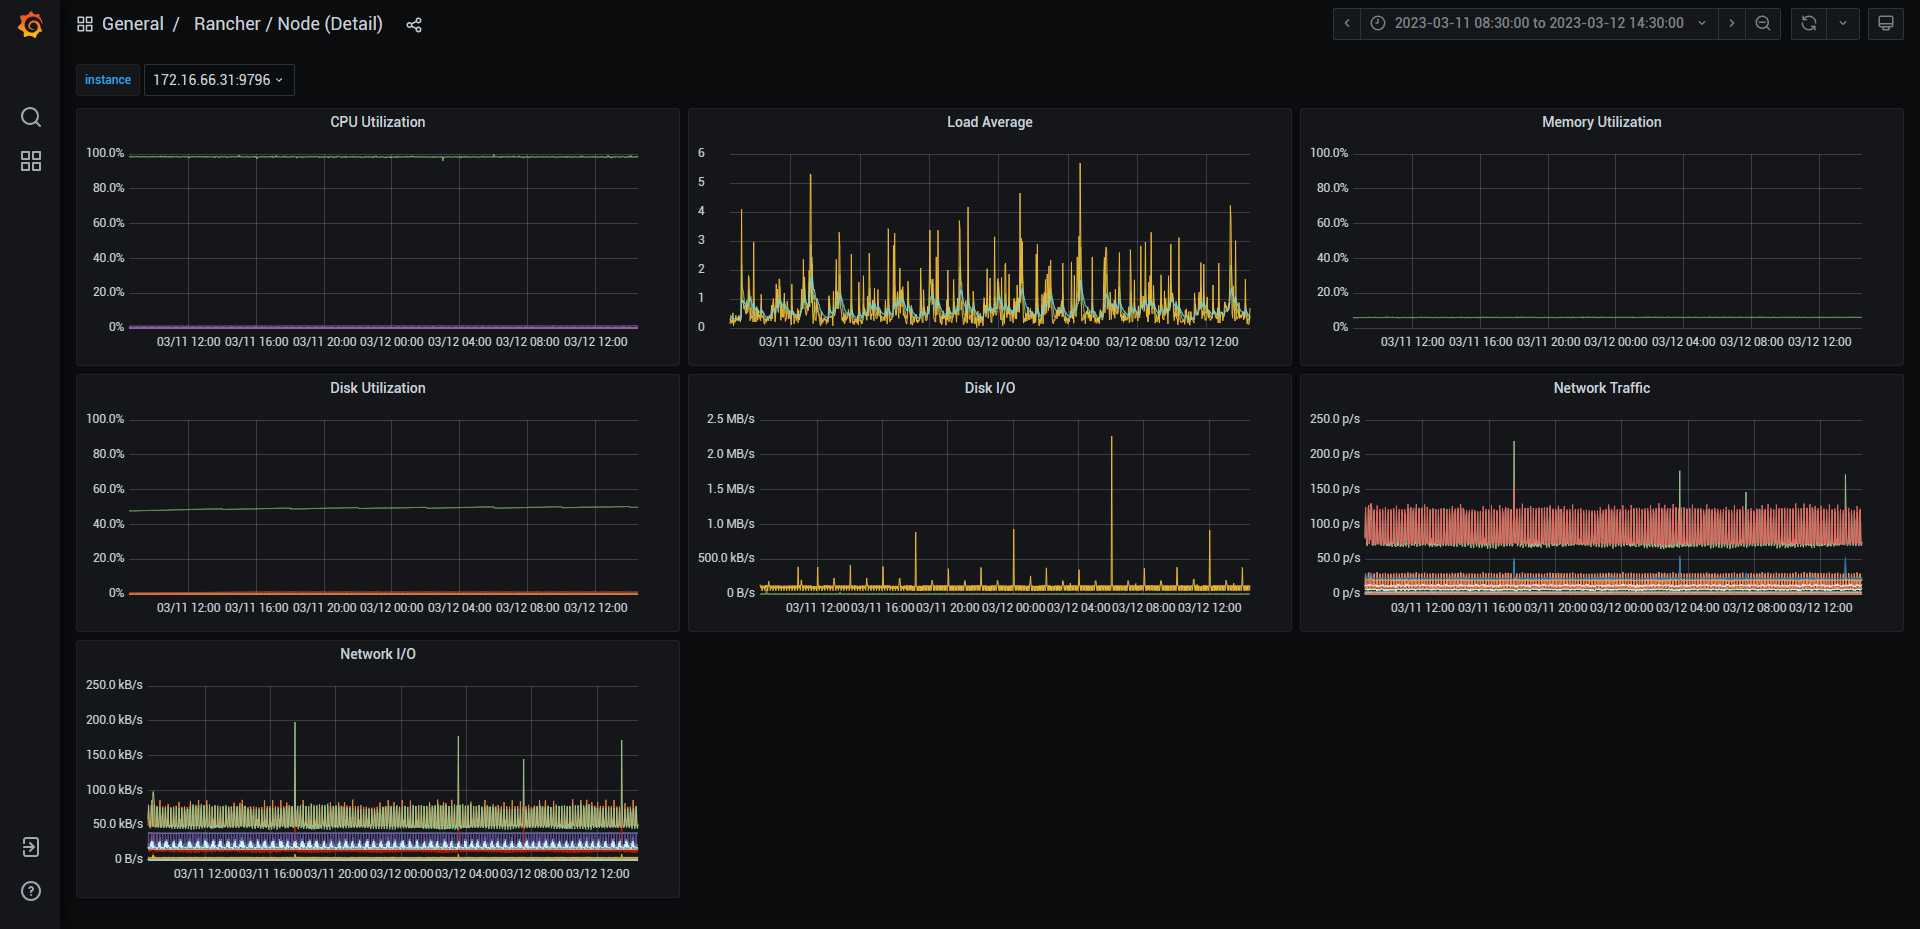 General / Rancher / Node (Detail)
2023-03-11 08:30:00 to 2023-03-12 14:30:00
instance 172.16.66.31:9796
CPU Utilization
100.0%
80.0%
60.0%
40.0%
20.0%
0%
03/11 12:00 03/11 16:00 03/11 20:00 03/12 00:00 03/12 04:00 03/12 08:00 03/12 12:00
Load Average
6
5
4
3
2
1
0
03/11 12:00 03/11 16:00 03/11 20:00 03/12 00:00 03/12 04:00 03/12 08:00 03/12 12:00
Memory Utilization
100.0%
80.0%
60.0%
40.0%
20.0%
0%
03/11 12:00 03/11 16:00 03/11 20:00 03/12 00:00 03/12 04:00 03/12 08:00 03/12 12:00
Disk Utilization
100.0%
80.0%
60.0%
40.0%
20.0%
0%
03/11 12:00 03/11 16:00 03/11 20:00 03/12 00:00 03/12 04:00 03/12 08:00 03/12 12:00
Disk I/O
2.5 MB/s
2.0 MB/s
1.5 MB/s
1.0 MB/s
500.0 kB/s
0 B/s
03/11 12:00 03/11 16:00 03/11 20:00 03/12 00:00 03/12 04:00 03/12 08:00 03/12 12:00
Network Traffic
250.0 p/s
200.0 p/s
150.0 p/s
100.0 p/s
50.0 p/s
0 p/s
03/11 12:00 03/11 16:00 03/11 20:00 03/12 00:00 03/12 04:00 03/12 08:00 03/12 12:00
Network I/O
250.0 kB/s
200.0 kB/s
150.0 kB/s
100.0 kB/s
50.0 kB/s
0 B/s
03/11 12:00 03/11 16:00 03/11 20:00 03/12 00:00 03/12 04:00 03/12 08:00 03/12 12:00